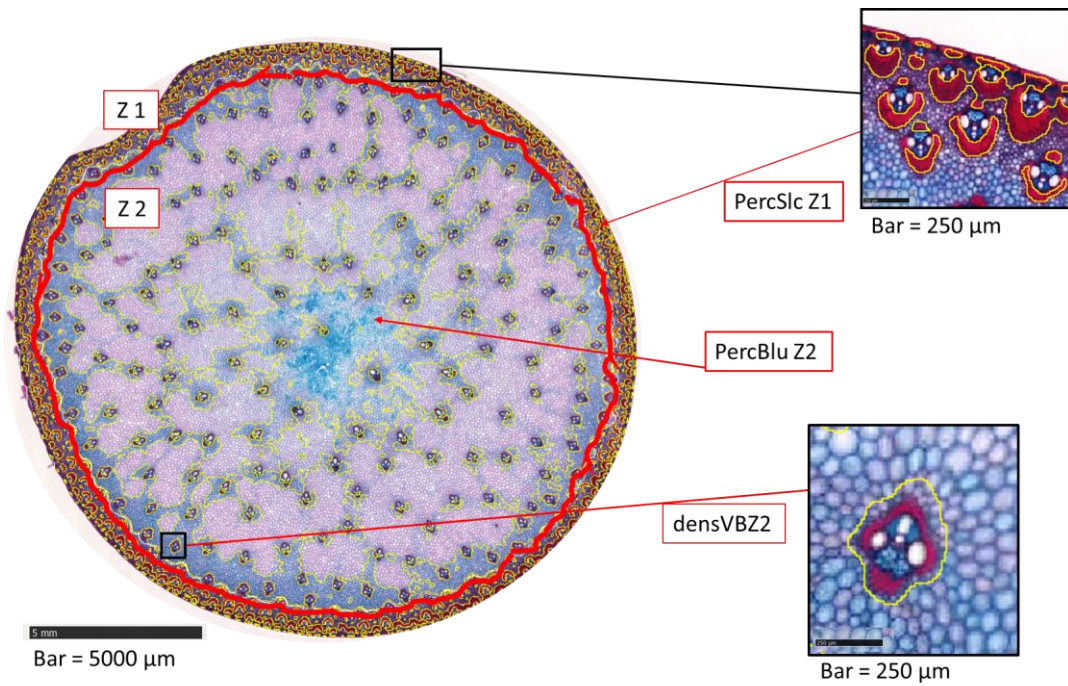 Z 1
Z 2
PercSlc Z1
Bar = 250 µm
PercBlu Z2
densVBZ2
5 mm
Bar = 5000 µm
250 µm
Bar = 250 µm